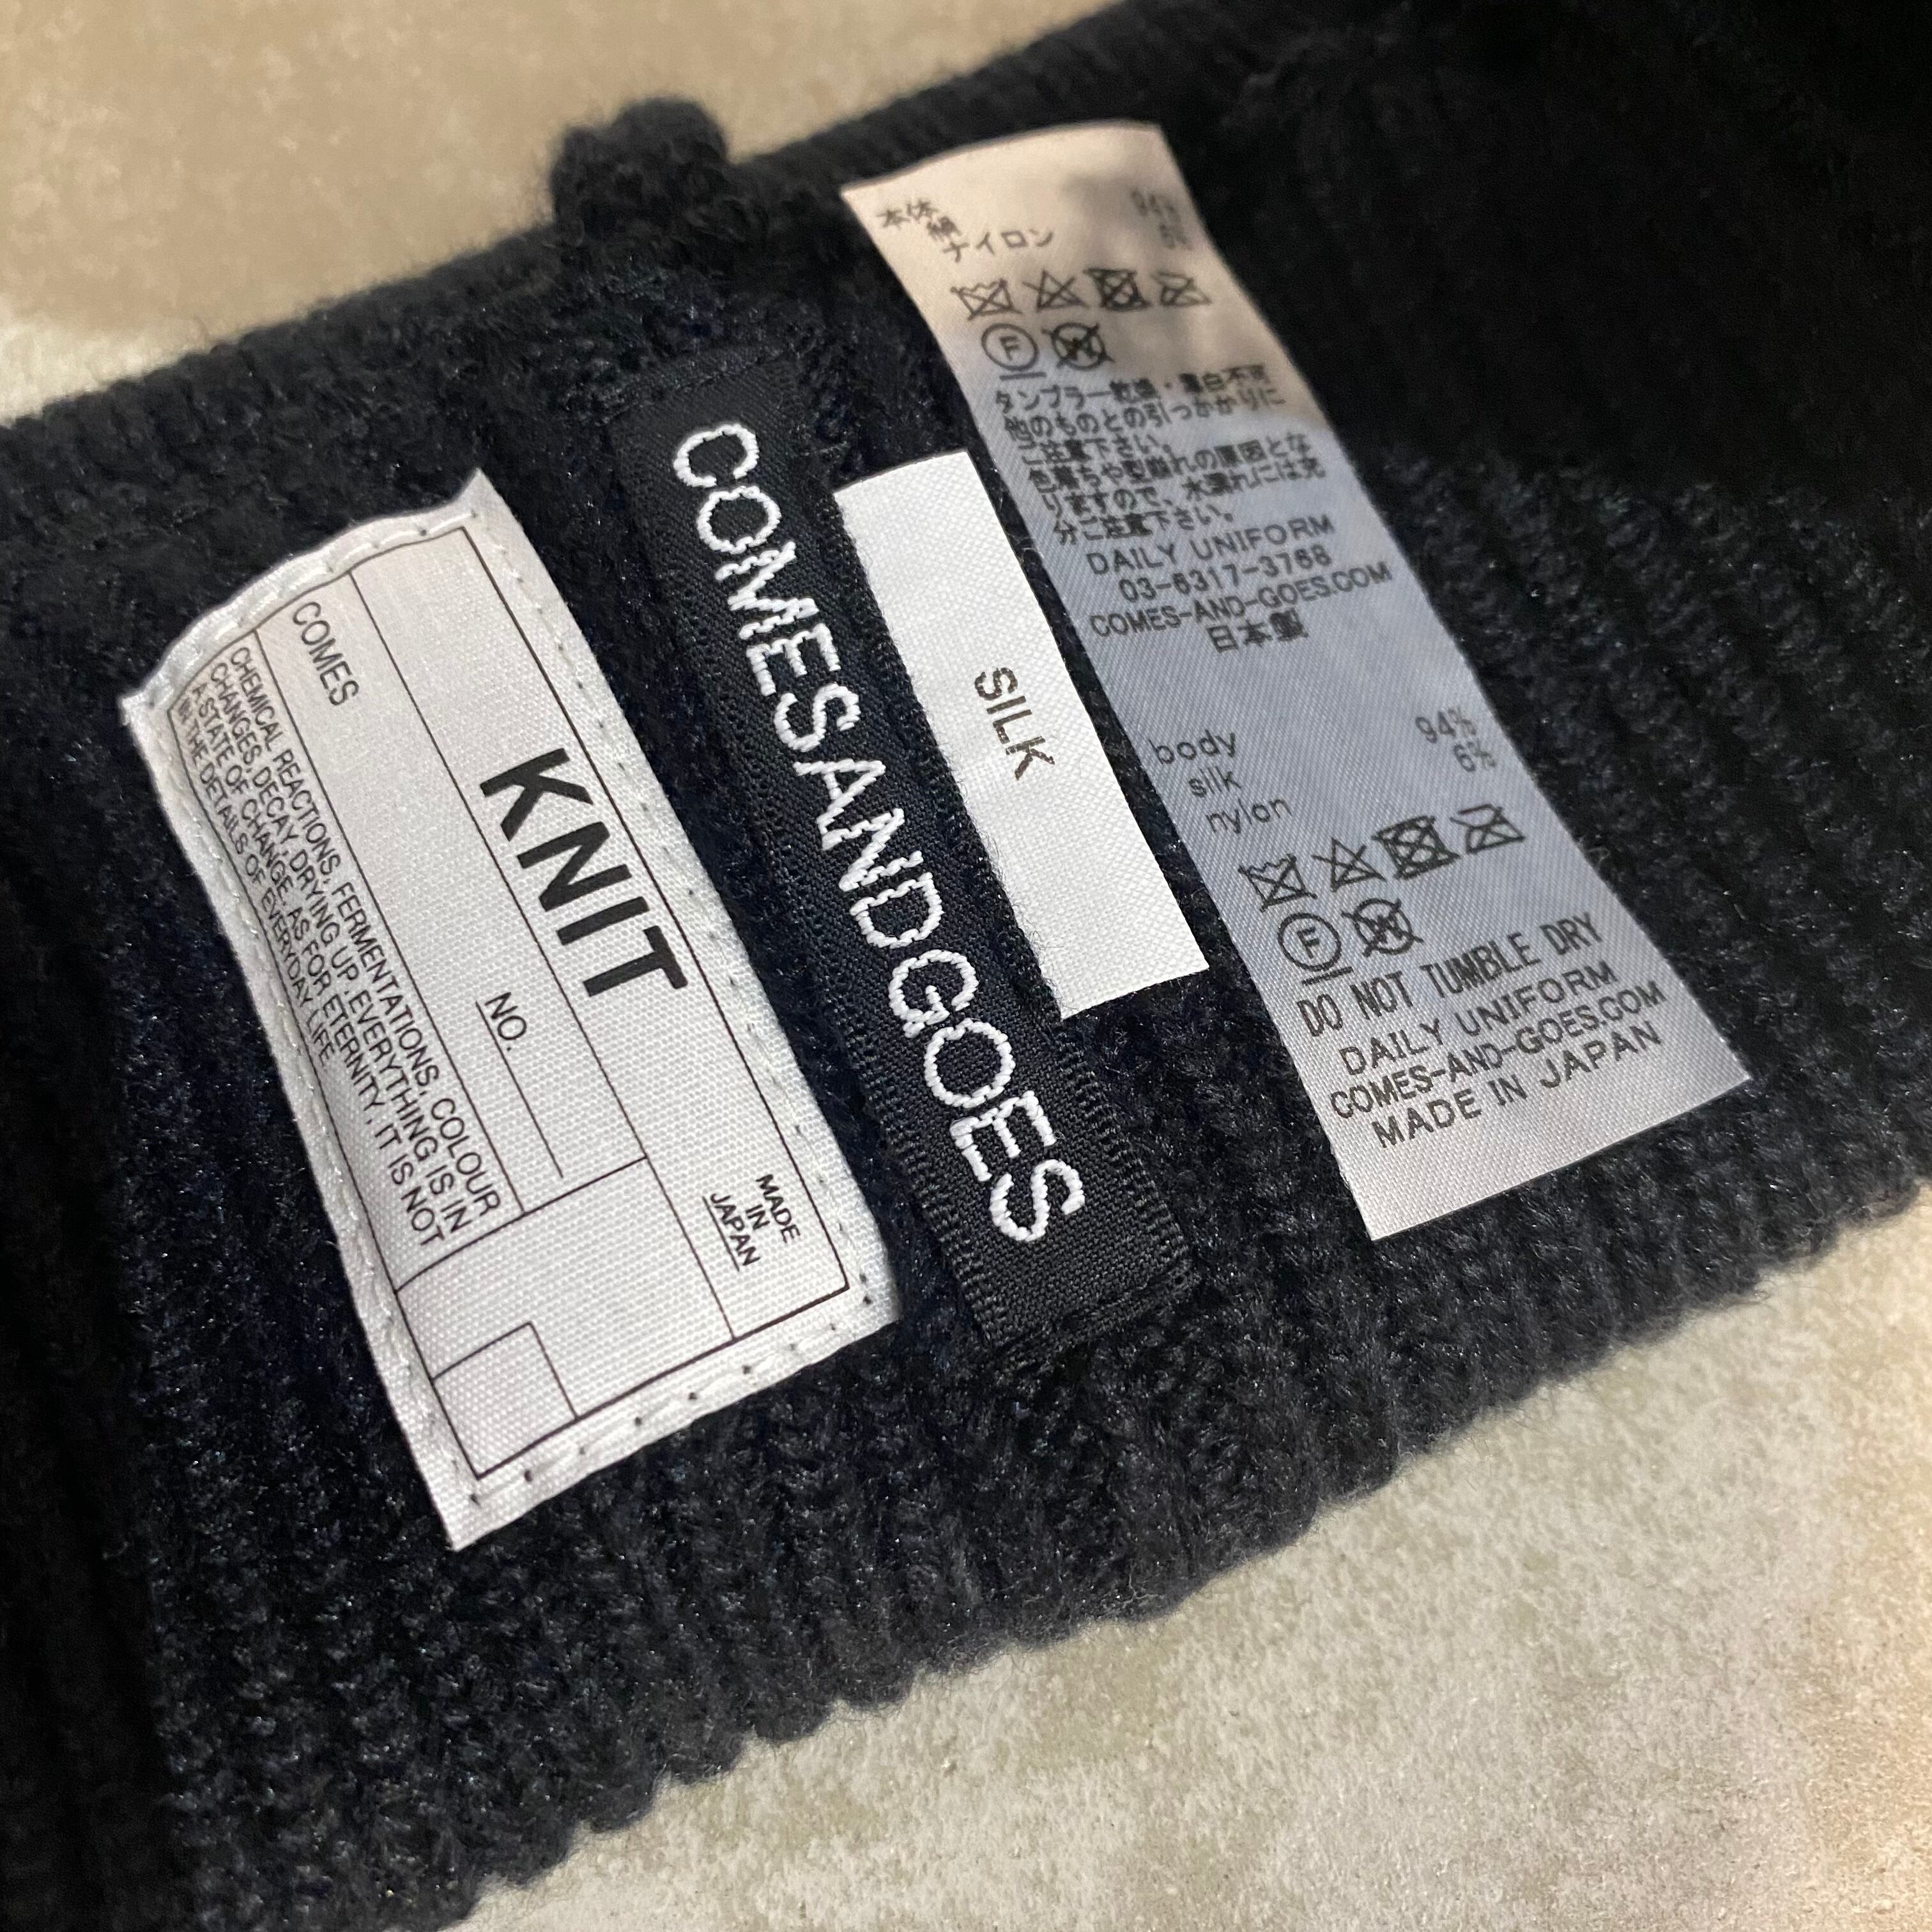 COMES
KNIT
NO.
MADE
IN
JAPAN
CHEMICAL REACTIONS, FERMENTATIONS, COLOUR
CHANGES, DECAY, DRYING UP. EVERYTHING IS IN
A STATE OF CHANGE. AS FOR ETERNITY, IT IS NOT
IN THE DETAILS OF EVERYDAY LIFE.
COMESANDGOES
SILK
本体
絹 94%
ナイロン 6%
F W
タンブラー乾燥・漂白不可
他のものとの引っかかりに
ご注意下さい。
色落ちや型崩れの原因とな
りますので、水濡れには充
分ご注意下さい。
DAILY UNIFORM
03-6317-3768
COMES-AND-GOES.COM
日本製
body
silk 94%
nylon 6%
F W
DO NOT TUMBLE DRY
DAILY UNIFORM
COMES-AND-GOES.COM
MADE IN JAPAN